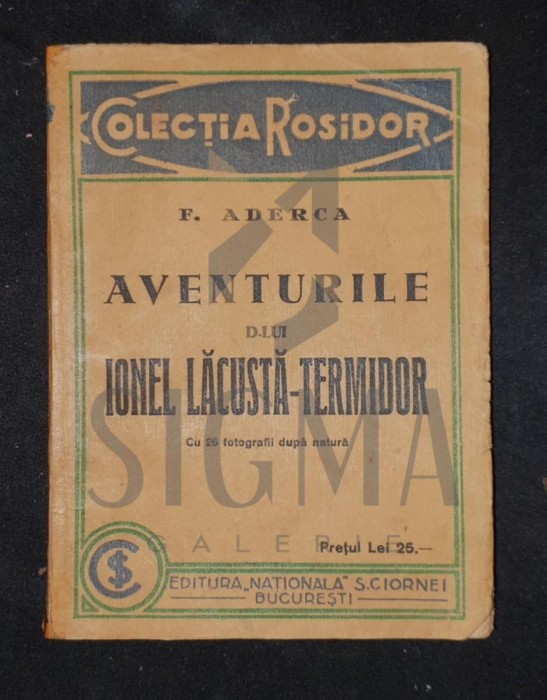 COLECȚIA ROSIDOR
F. ADERCA
AVENTURILE
D-LUI
IONEL LĂCUSTĂ-TERMIDOR
Cu 26 fotografii după natură
SIGMA
GALERIE
Prețul Lei 25.—
CS
EDITURA „NAȚIONALA" S. CIORNEI
BUCUREȘTI